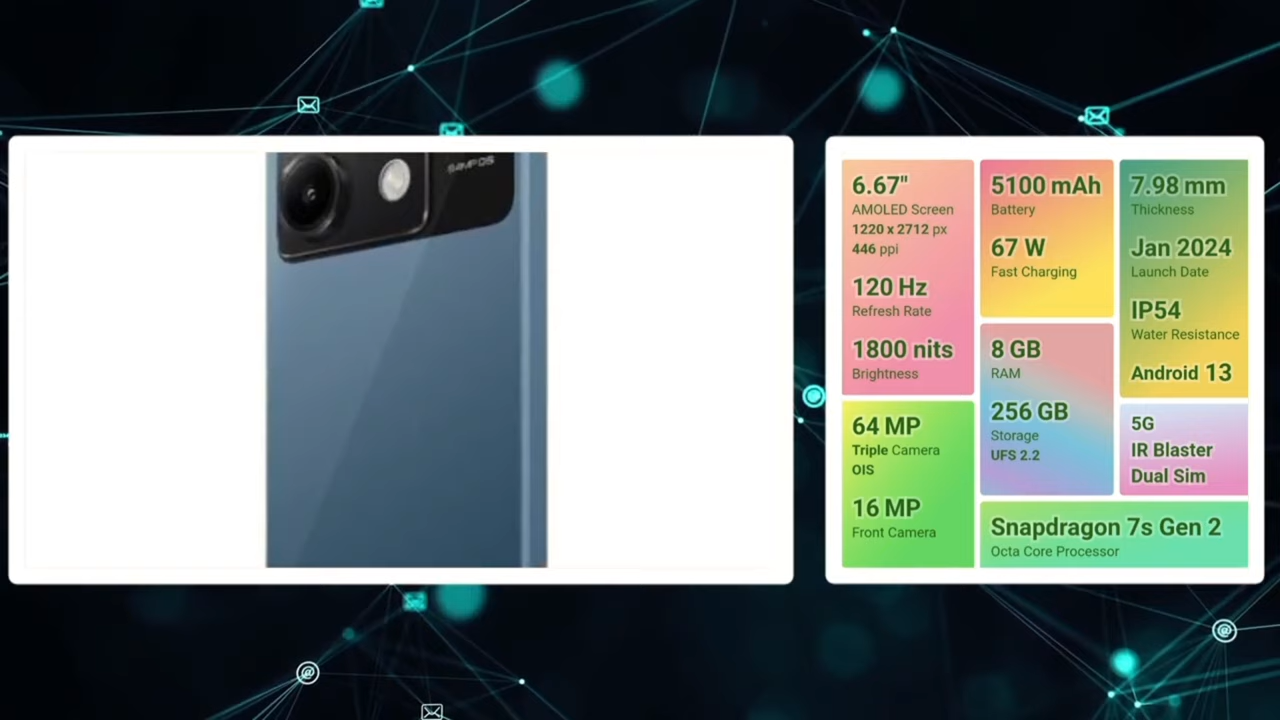 64MP OIS
6.67"
AMOLED Screen
1220 x 2712 px
446 ppi
120 Hz
Refresh Rate
1800 nits
Brightness
64 MP
Triple Camera
OIS
16 MP
Front Camera
5100 mAh
Battery
67 W
Fast Charging
8 GB
RAM
256 GB
Storage
UFS 2.2
7.98 mm
Thickness
Jan 2024
Launch Date
IP54
Water Resistance
Android 13
5G
IR Blaster
Dual Sim
Snapdragon 7s Gen 2
Octa Core Processor